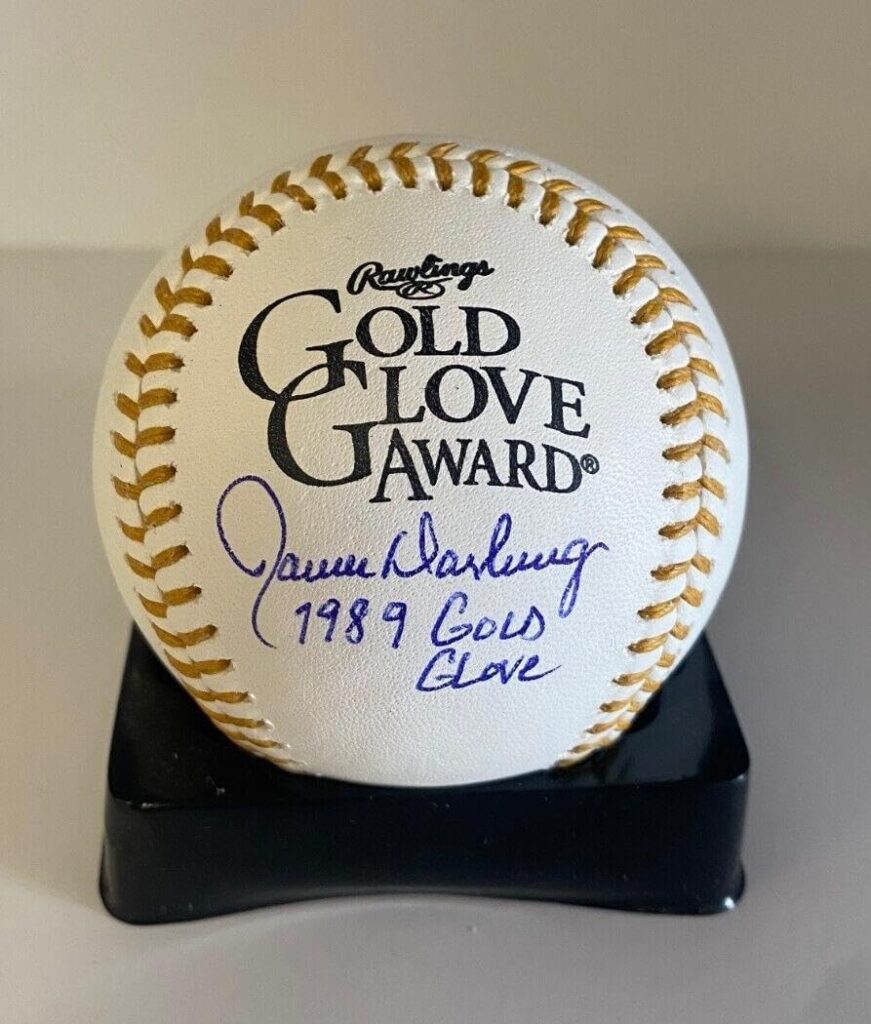 Rawlings
R
GOLD
GLOVE
AWARD®
Ron Darling
1989 GOLD
GLOVE